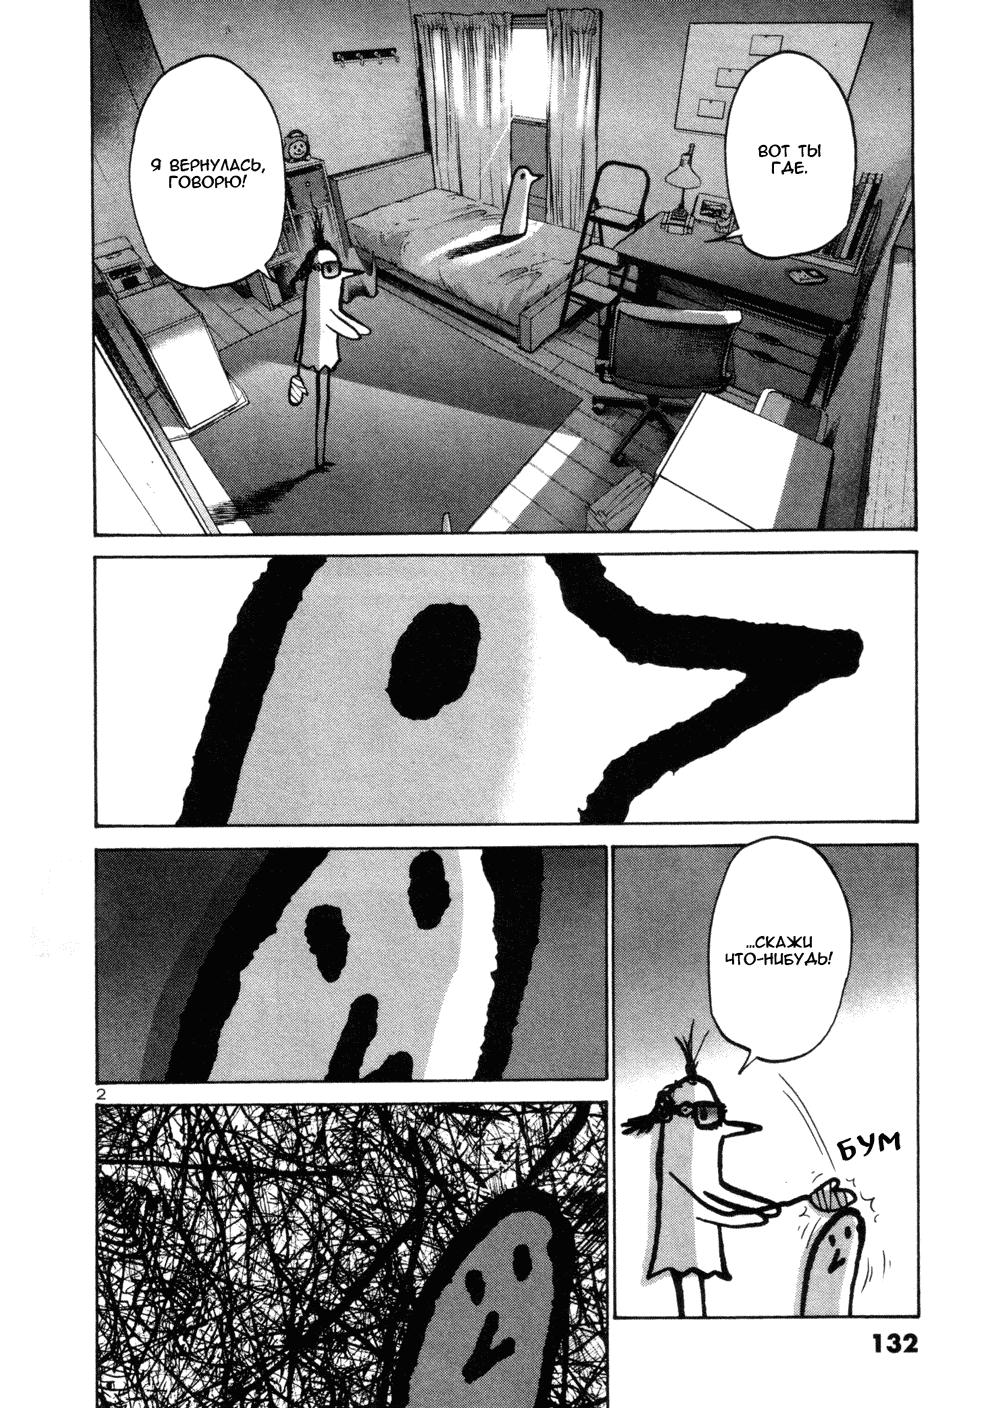 ВОТ ТЫ
ГДЕ.
Я ВЕРНУЛАСЬ,
ГОВОРЮ!
...СКАЖИ
ЧТО-НИБУДЬ!
БУМ
2
132